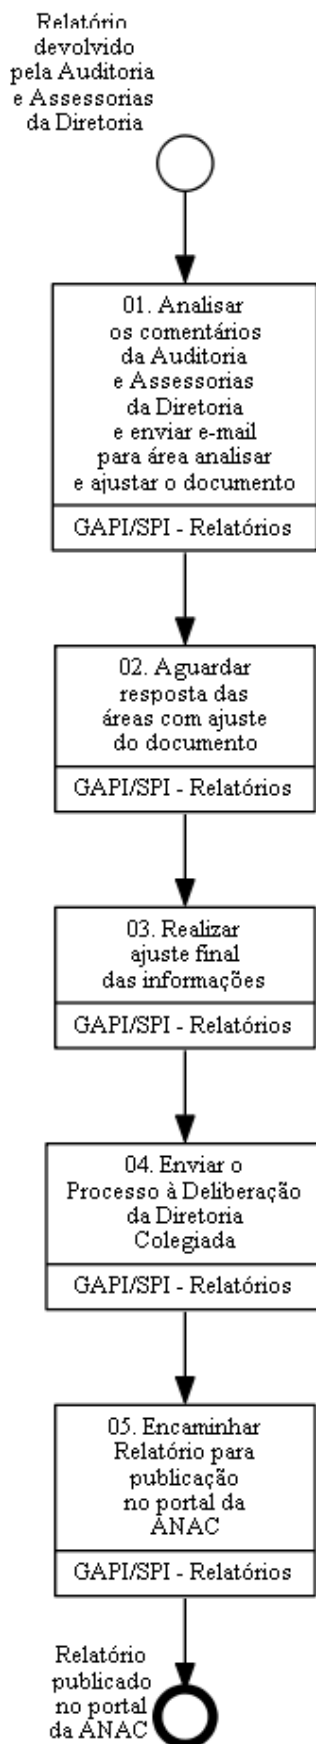 Relatório
devolvido
pela Auditoria
e Assessorias
da Diretoria
01. Analisar
os comentários
da Auditoria
e Assessorias
da Diretoria
e enviar e-mail
para área analisar
e ajustar o documento
GAPI/SPI - Relatórios
02. Aguardar
resposta das
áreas com ajuste
do documento
GAPI/SPI - Relatórios
03. Realizar
ajuste final
das informações
GAPI/SPI - Relatórios
04. Enviar o
Processo à Deliberação
da Diretoria
Colegiada
GAPI/SPI - Relatórios
05. Encaminhar
Relatório para
publicação
no portal da
ANAC
GAPI/SPI - Relatórios
Relatório
publicado
no portal
da ANAC